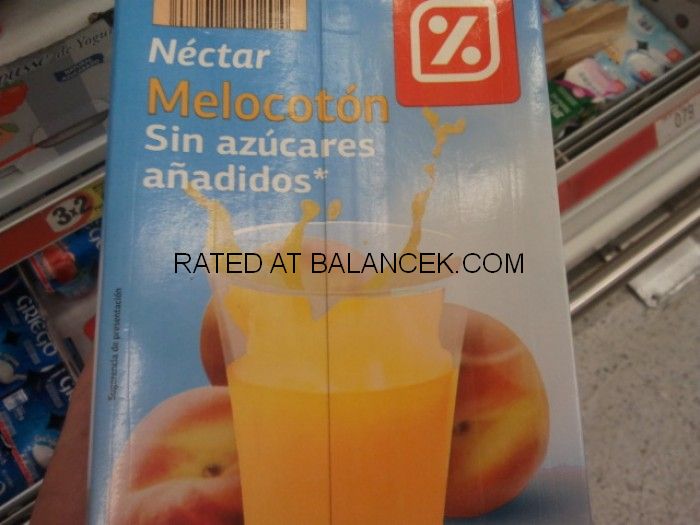 Néctar
%
Melocotón
Sin azúcares
añadidos*
3x2
RATED AT BALANCEK.COM
GRIEGO
Sugerencia de presentación